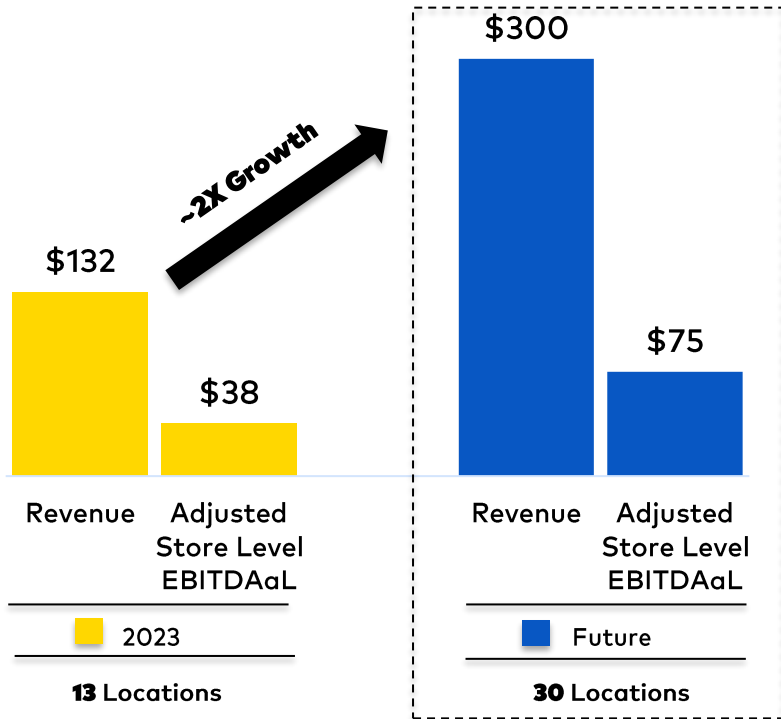 $300
~2X Growth
$132
$38
$75
Revenue
Adjusted
Store Level
EBITDAaL
Revenue
Adjusted
Store Level
EBITDAaL
2023
Future
13 Locations
30 Locations